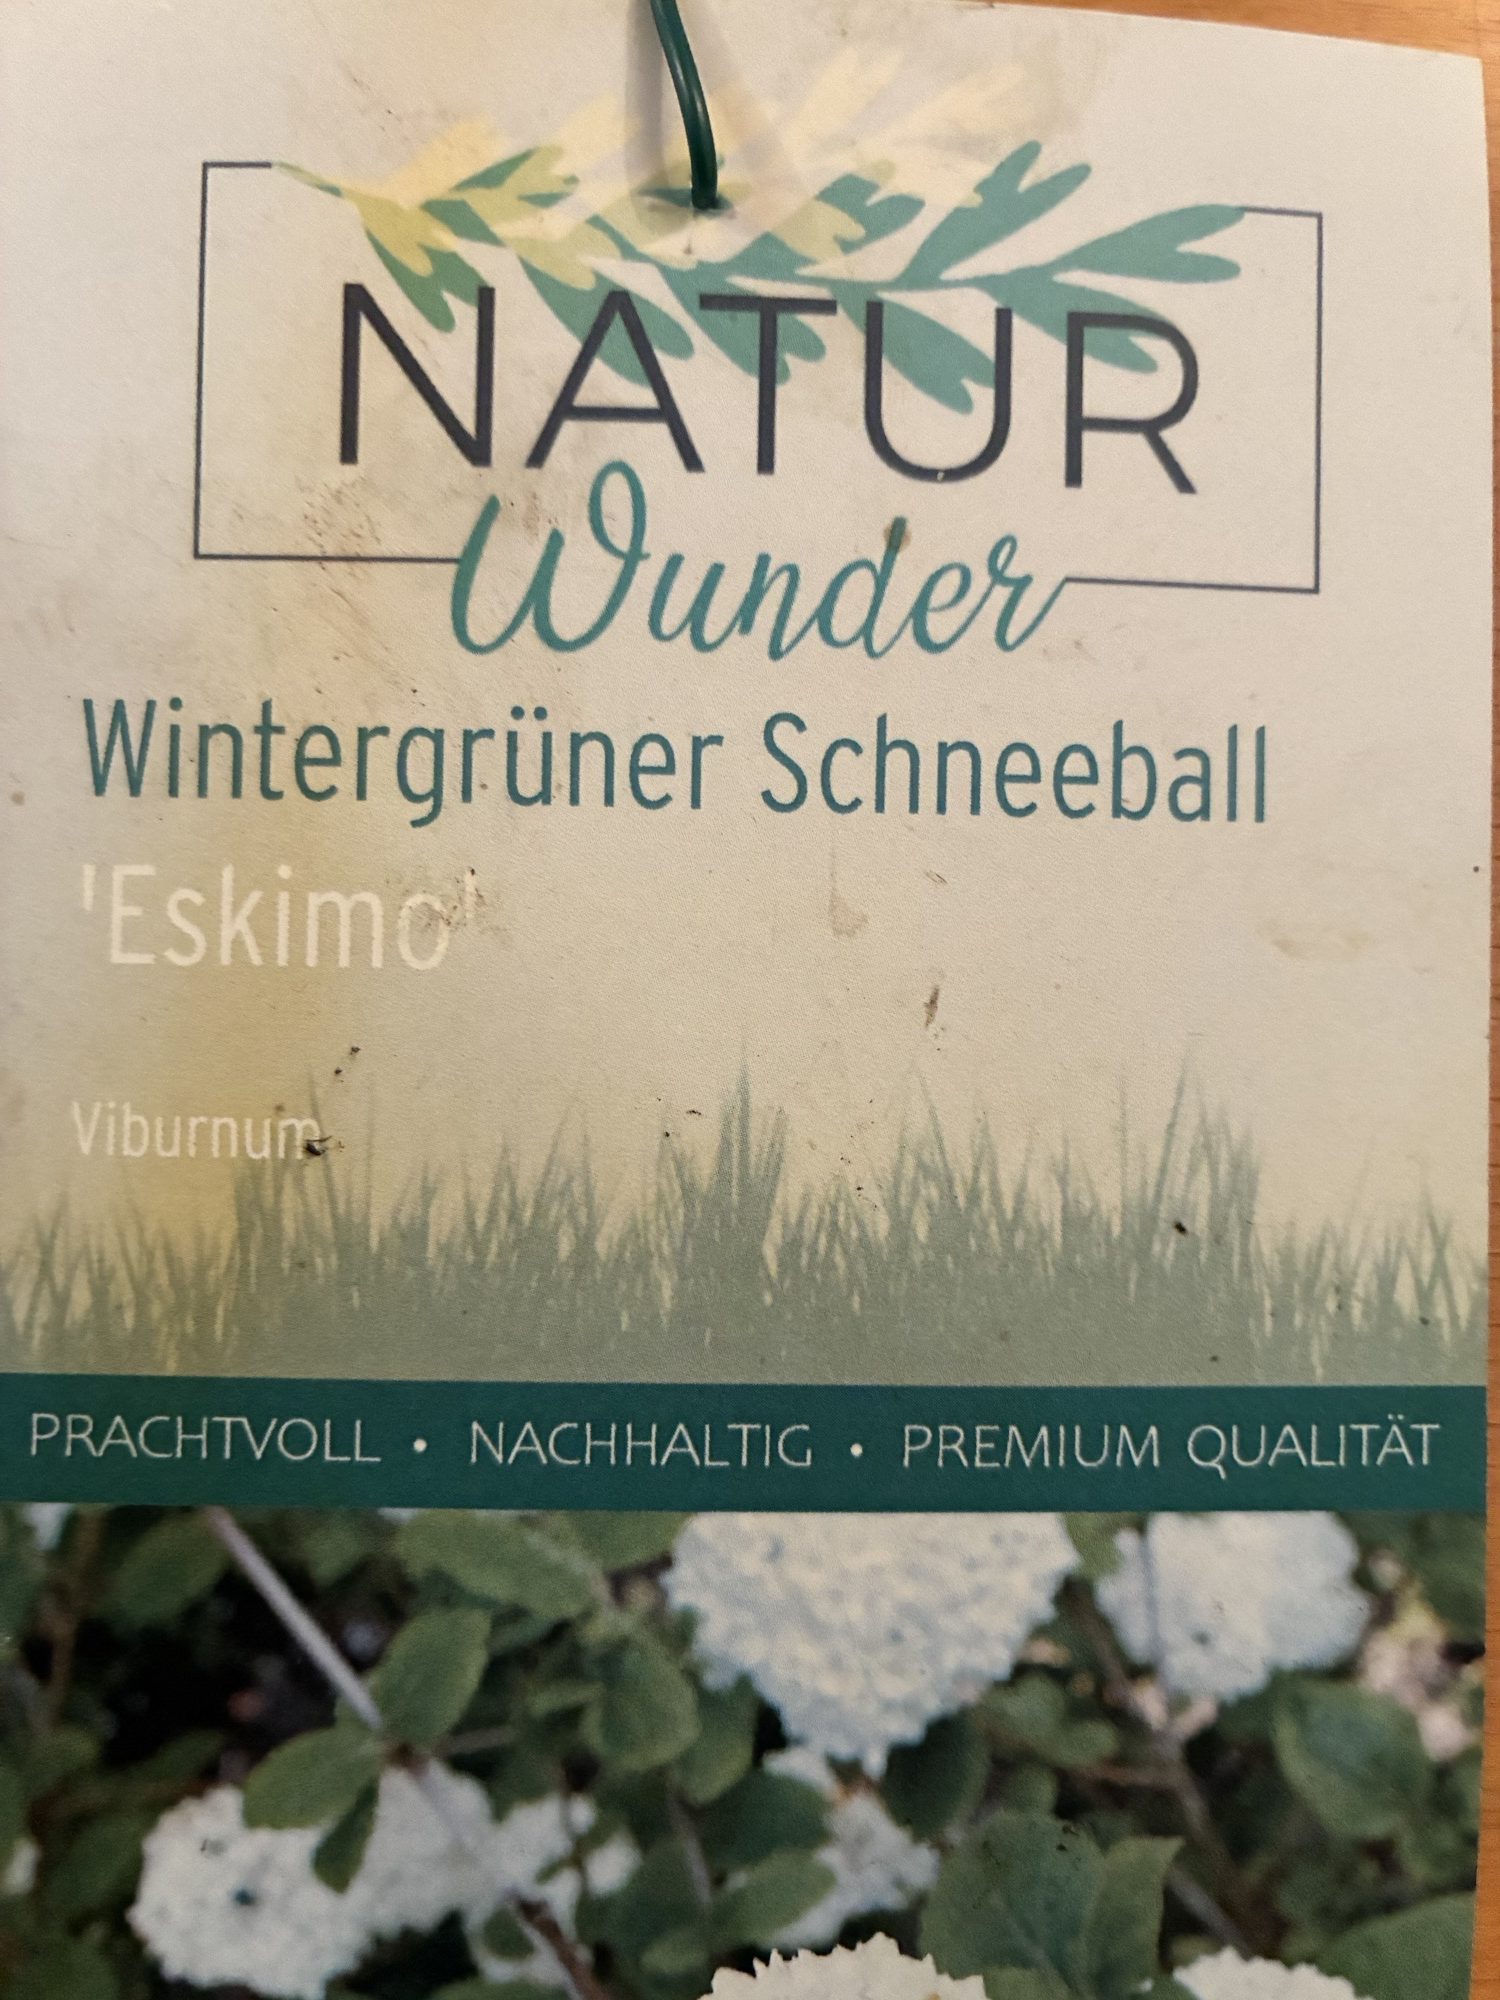 NATUR
Wunder
Wintergrüner Schneeball
'Eskimo'
Viburnum
PRACHTVOLL • NACHHALTIG • PREMIUM QUALITÄT